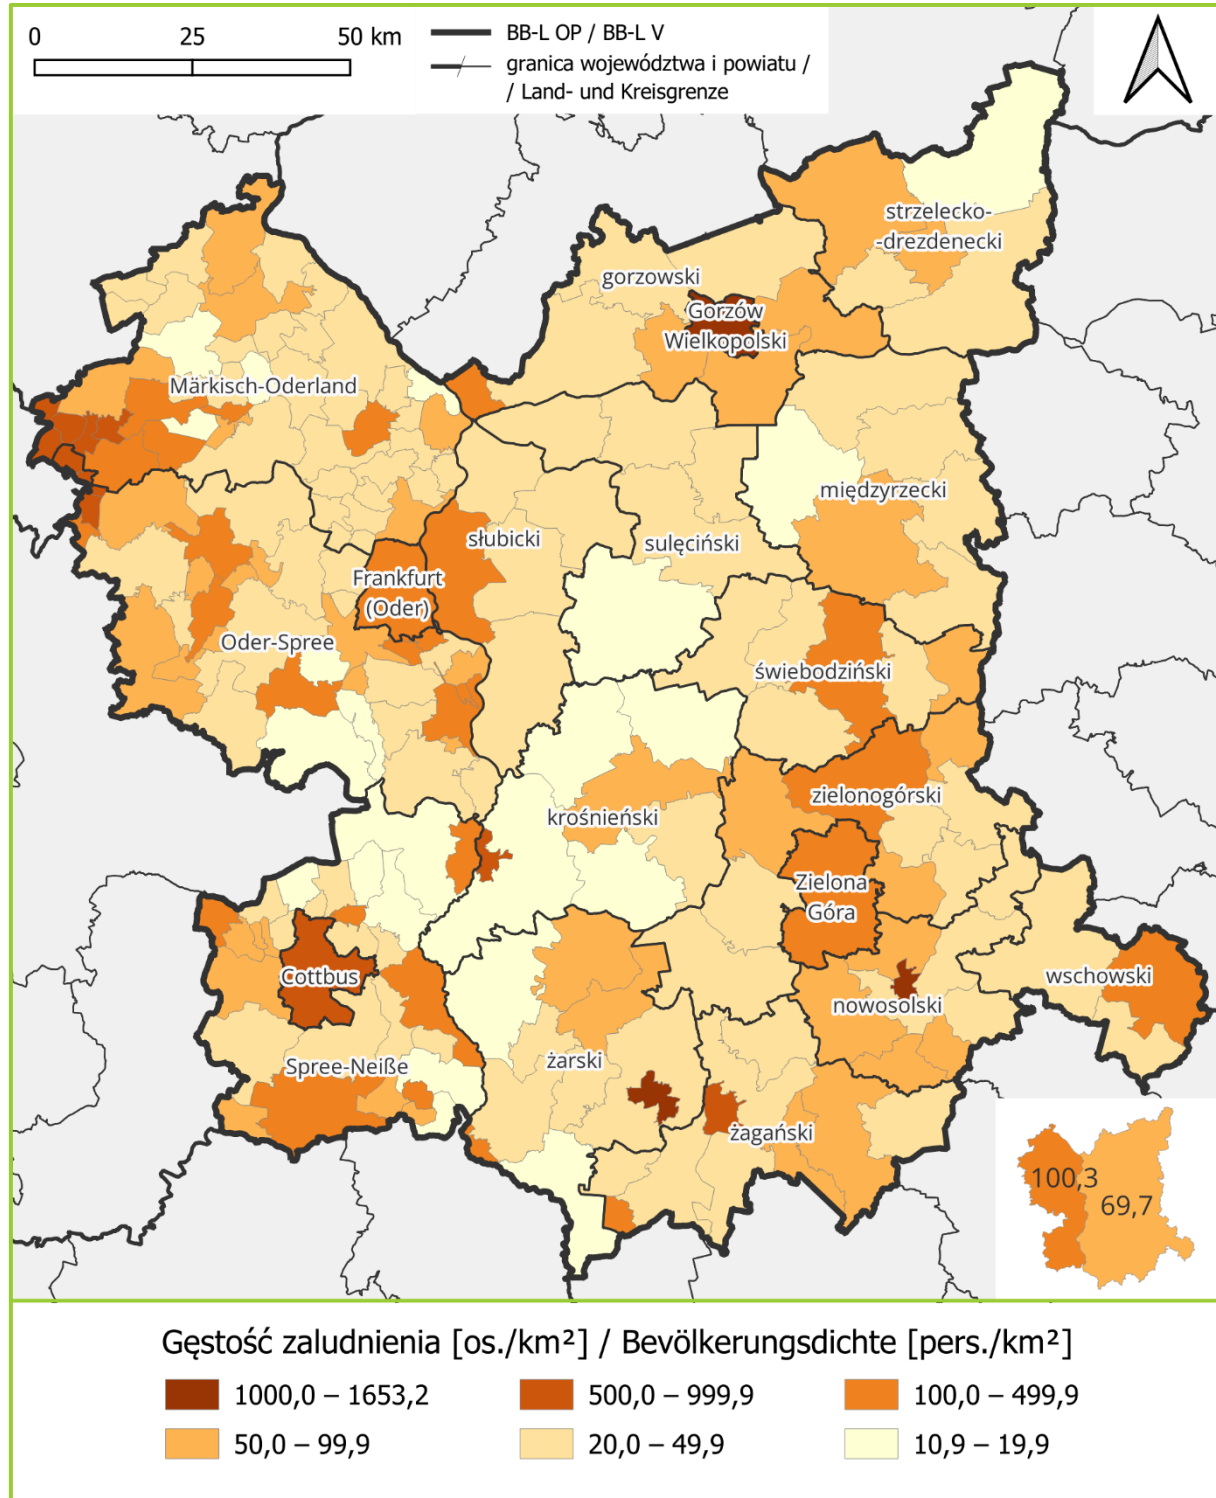 0 25 50 km
BB-L OP / BB-L V
granica województwa i powiatu /
/ Land- und Kreisgrenze
strzelecko-
-drezdenecki
gorzowski
Gorzów
Wielkopolski
Märkisch-Oderland
międzyrzecki
słubicki
sulęciński
Frankfurt
(Oder)
Oder-Spree
świebodziński
zielonogórski
krośnieński
Zielona
Góra
Cottbus
wschowski
nowosolski
Spree-Neiße
żarski
żagański
100,3
69,7
Gęstość zaludnienia [os./km²] / Bevölkerungsdichte [pers./km²]
1000,0 – 1653,2 500,0 – 999,9 100,0 – 499,9
50,0 – 99,9 20,0 – 49,9 10,9 – 19,9